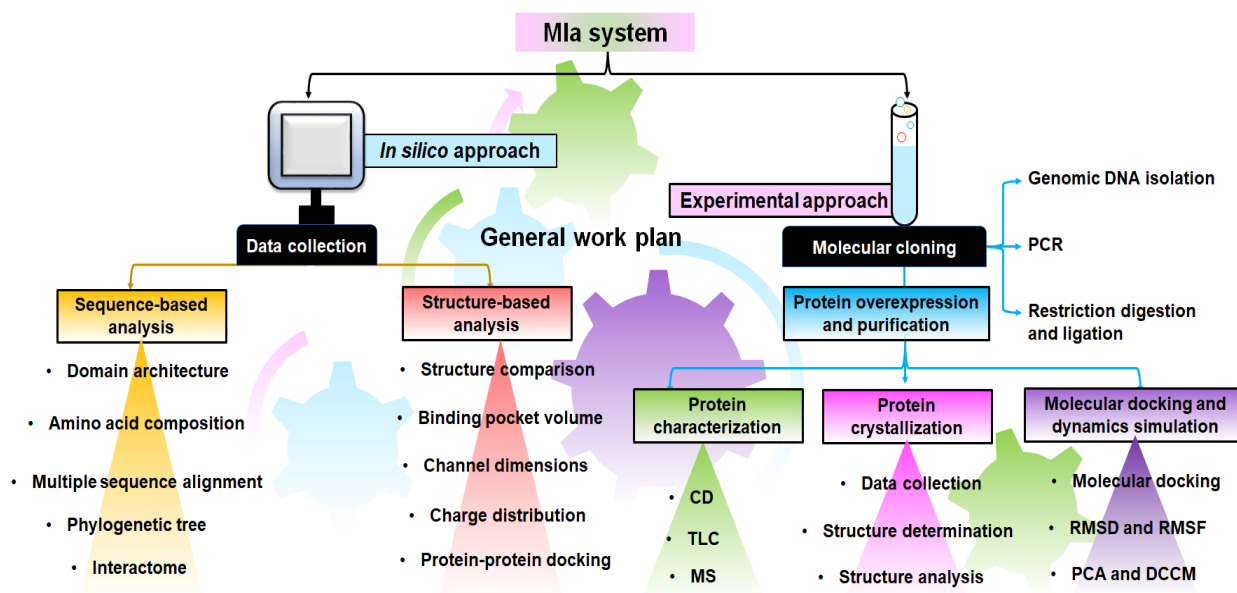 Mla system
In silico approach
Data collection
General work plan
Sequence-based
analysis
• Domain architecture
• Amino acid composition
• Multiple sequence alignment
• Phylogenetic tree
• Interactome
Structure-based
analysis
• Structure comparison
• Binding pocket volume
• Channel dimensions
• Charge distribution
• Protein-protein docking
Experimental approach
Molecular cloning
Genomic DNA isolation
PCR
Restriction digestion
and ligation
Protein overexpression
and purification
Protein
characterization
• CD
• TLC
• MS
Protein
crystallization
• Data collection
• Structure determination
• Structure analysis
Molecular docking and
dynamics simulation
• Molecular docking
• RMSD and RMSF
• PCA and DCCM